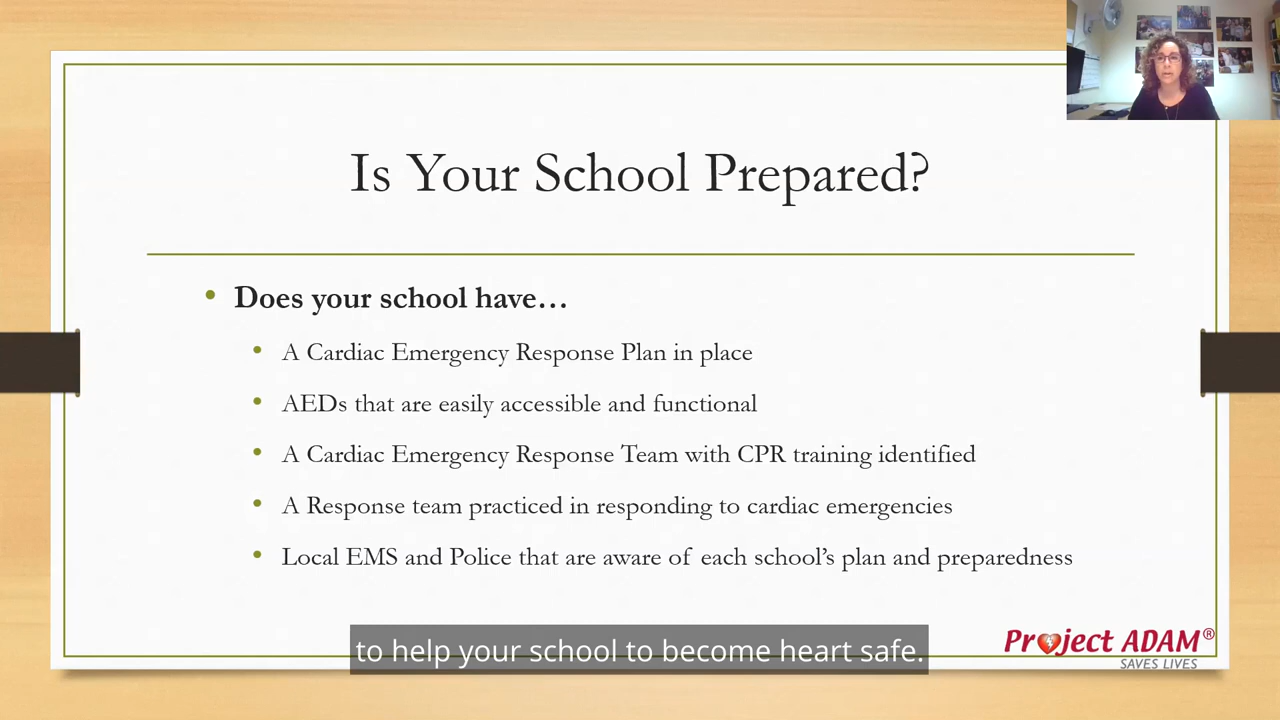 Is Your School Prepared?
• Does your school have…
• A Cardiac Emergency Response Plan in place
• AEDs that are easily accessible and functional
• A Cardiac Emergency Response Team with CPR training identified
• A Response team practiced in responding to cardiac emergencies
• Local EMS and Police that are aware of each school’s plan and preparedness
to help your school to become heart safe.
Project ADAM®
SAVES LIVES